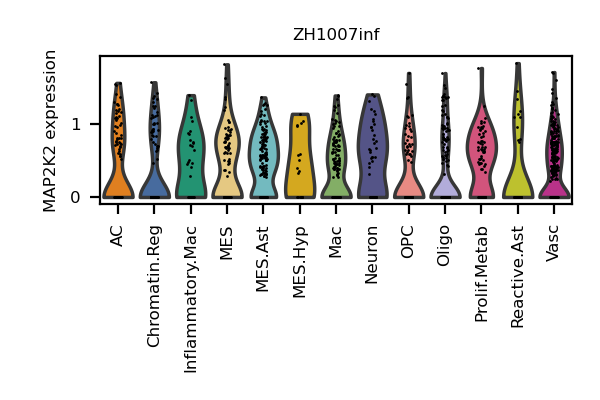 ZH1007inf
MAP2K2 expression
1
0
AC
Chromatin.Reg
Inflammatory.Mac
MES
MES.Ast
MES.Hyp
Mac
Neuron
OPC
Oligo
Prolif.Metab
Reactive.Ast
Vasc